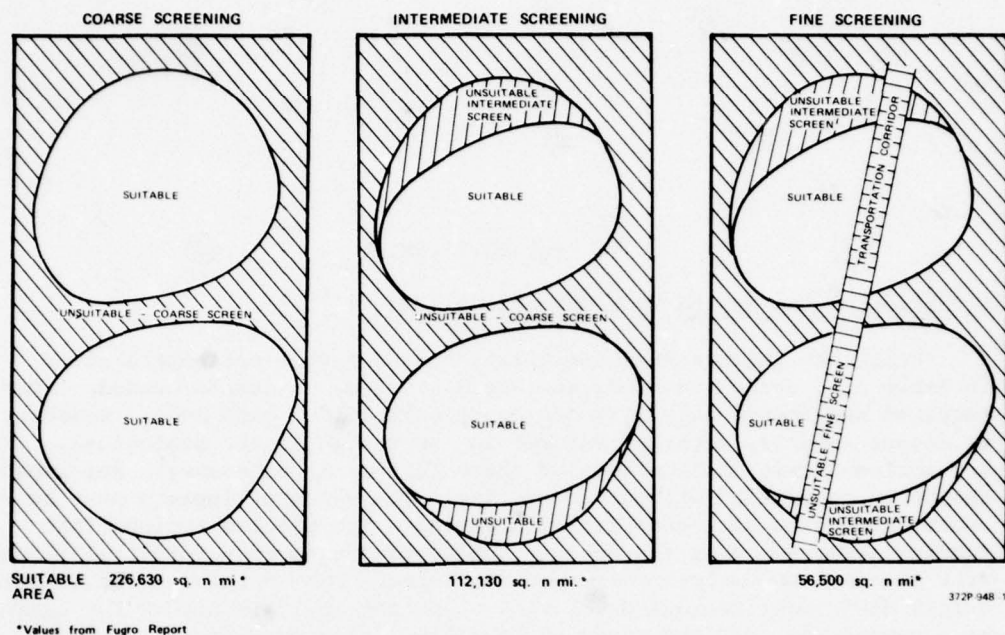 COARSE SCREENING
SUITABLE
UNSUITABLE - COARSE SCREEN
SUITABLE
SUITABLE AREA
226,630 sq. n mi*
INTERMEDIATE SCREENING
UNSUITABLE
INTERMEDIATE
SCREEN
SUITABLE
UNSUITABLE - COARSE SCREEN
SUITABLE
UNSUITABLE
112,130 sq. n mi.*
FINE SCREENING
UNSUITABLE
INTERMEDIATE
SCREEN
TRANSPORTATION CORRIDOR
SUITABLE
SUITABLE
UNSUITABLE FINE SCREEN
UNSUITABLE
INTERMEDIATE
SCREEN
56,500 sq. n mi*
372P-948 1
*Values from Fugro Report